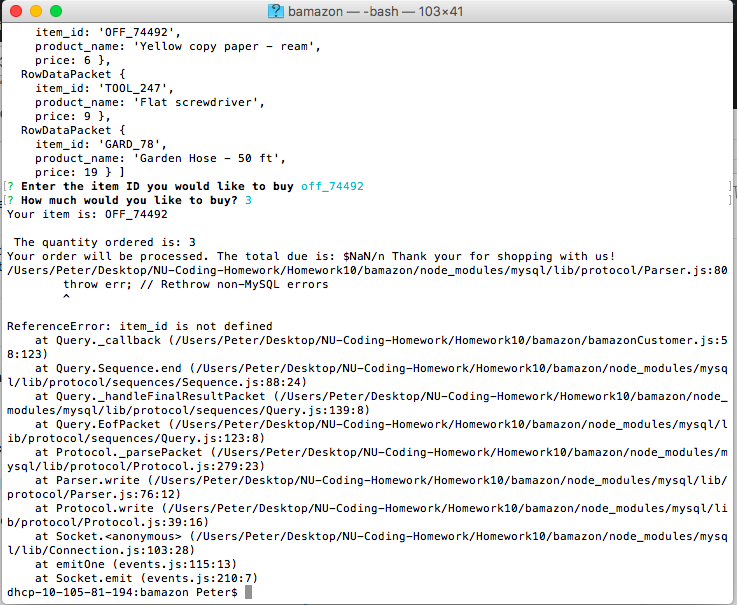 bamazon — -bash — 103×41
item_id: 'OFF_74492',
product_name: 'Yellow copy paper - ream',
price: 6 },
RowDataPacket {
item_id: 'TOOL_247',
product_name: 'Flat screwdriver',
price: 9 },
RowDataPacket {
item_id: 'GARD_78',
product_name: 'Garden Hose - 50 ft',
price: 19 } ]
[? Enter the item ID you would like to buy off_74492 ]
[? How much would you like to buy? 3 ]
Your item is: OFF_74492
The quantity ordered is: 3
Your order will be processed. The total due is: $NaN/n Thank your for shopping with us!
/Users/Peter/Desktop/NU-Coding-Homework/Homework10/bamazon/node_modules/mysql/lib/protocol/Parser.js:80
throw err; // Rethrow non-MySQL errors
^
ReferenceError: item_id is not defined
at Query._callback (/Users/Peter/Desktop/NU-Coding-Homework/Homework10/bamazon/bamazonCustomer.js:5
8:123)
at Query.Sequence.end (/Users/Peter/Desktop/NU-Coding-Homework/Homework10/bamazon/node_modules/mysq
l/lib/protocol/sequences/Sequence.js:88:24)
at Query._handleFinalResultPacket (/Users/Peter/Desktop/NU-Coding-Homework/Homework10/bamazon/node_
modules/mysql/lib/protocol/sequences/Query.js:139:8)
at Query.EofPacket (/Users/Peter/Desktop/NU-Coding-Homework/Homework10/bamazon/node_modules/mysql/l
ib/protocol/sequences/Query.js:123:8)
at Protocol._parsePacket (/Users/Peter/Desktop/NU-Coding-Homework/Homework10/bamazon/node_modules/m
ysql/lib/protocol/Protocol.js:279:23)
at Parser.write (/Users/Peter/Desktop/NU-Coding-Homework/Homework10/bamazon/node_modules/mysql/lib/
protocol/Parser.js:76:12)
at Protocol.write (/Users/Peter/Desktop/NU-Coding-Homework/Homework10/bamazon/node_modules/mysql/li
b/protocol/Protocol.js:39:16)
at Socket.<anonymous> (/Users/Peter/Desktop/NU-Coding-Homework/Homework10/bamazon/node_modules/mysq
l/lib/Connection.js:103:28)
at emitOne (events.js:115:13)
at Socket.emit (events.js:210:7)
dhcp-10-105-81-194:bamazon Peter$